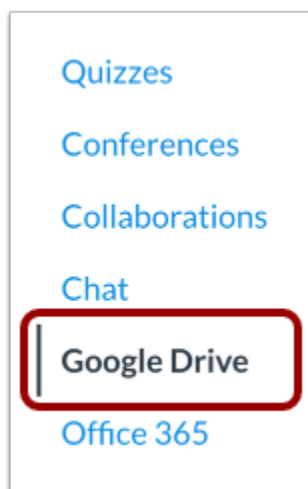 Quizzes
Conferences
Collaborations
Chat
Google Drive
Office 365